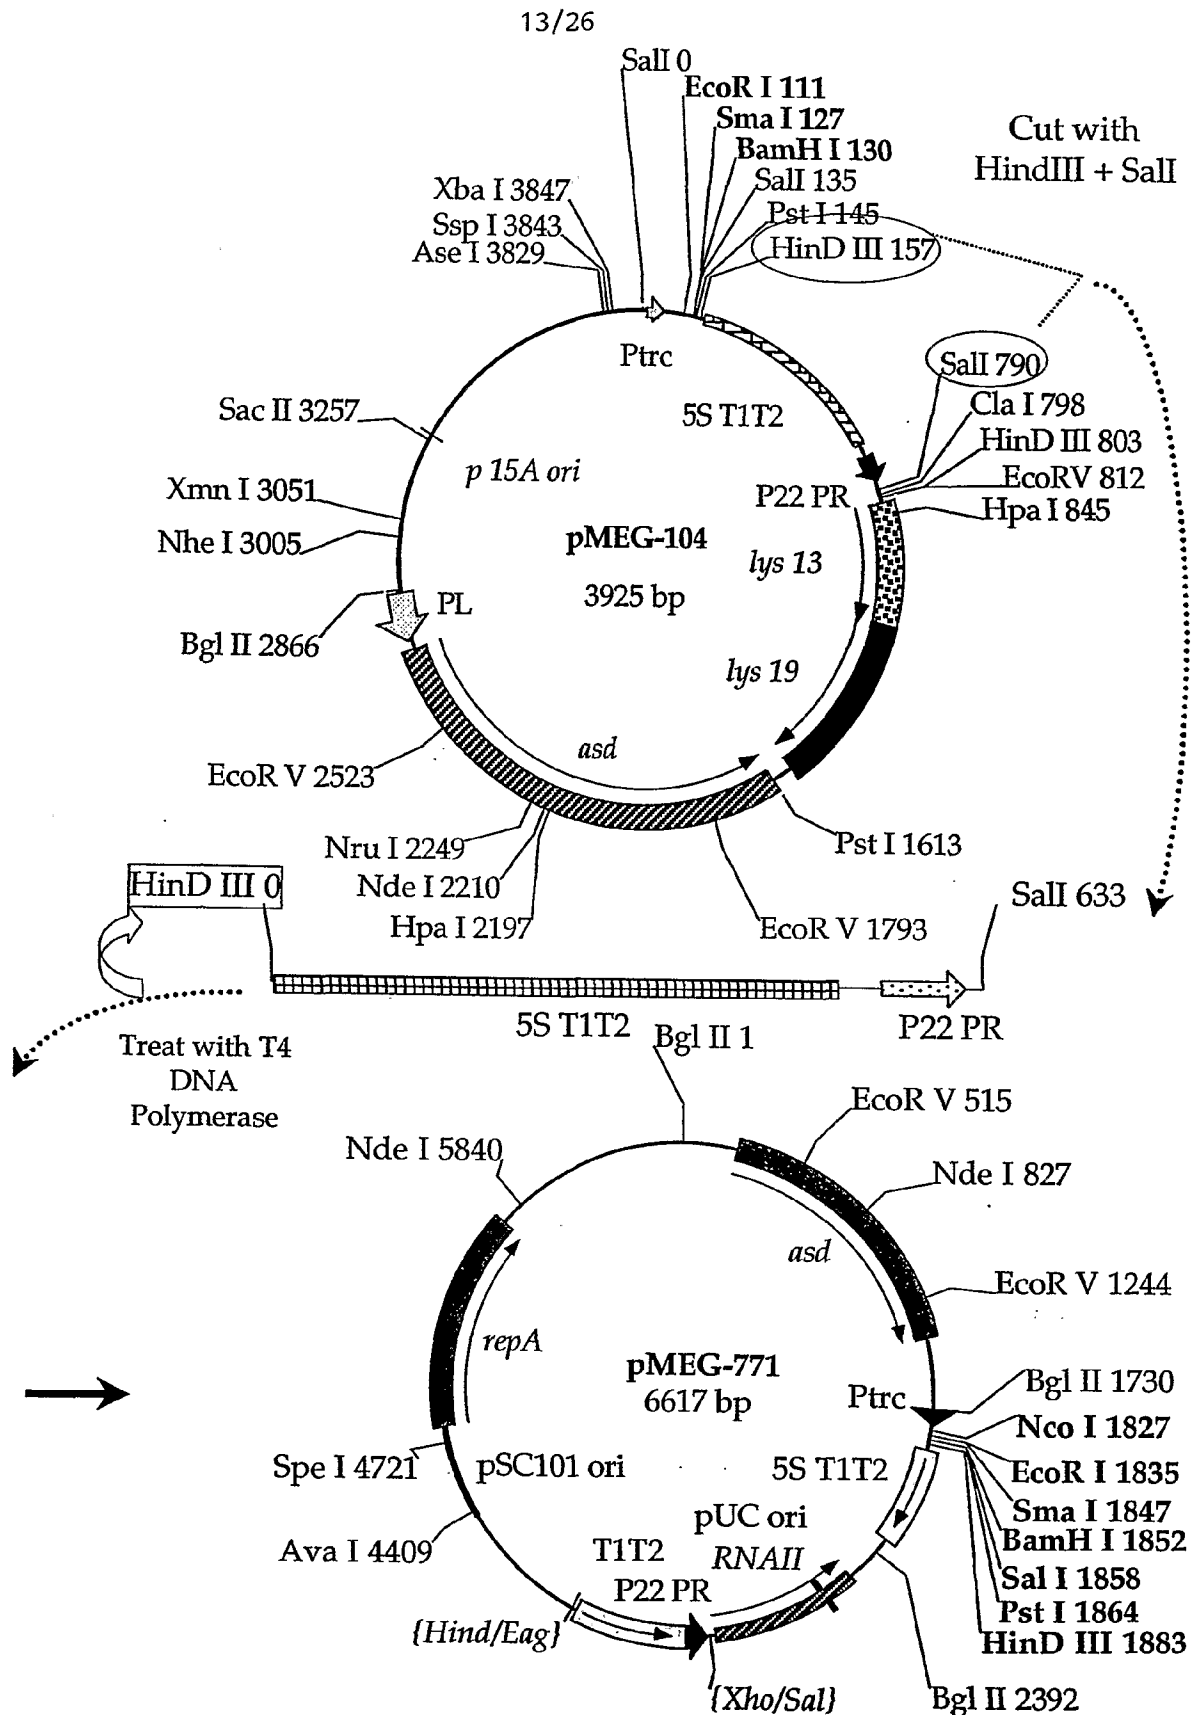 13/26
SalI 0
EcoR I 111
Sma I 127
BamH I 130
SalI 135
Pst I 145
HinD III 157
Cut with
HindIII + SalI
Xba I 3847
Ssp I 3843
Ase I 3829
Ptrc
SalI 790
Cla I 798
HinD III 803
EcoRV 812
Hpa I 845
Sac II 3257
5S T1T2
p 15A ori
P22 PR
Xmn I 3051
pMEG-104
lys 13
Nhe I 3005
3925 bp
PL
Bgl II 2866
lys 19
asd
EcoR V 2523
Nru I 2249
Nde I 2210
Hpa I 2197
Pst I 1613
EcoR V 1793
HinD III 0
SalI 633
5S T1T2
P22 PR
Treat with T4
DNA
Polymerase
Bgl II 1
EcoR V 515
Nde I 5840
Nde I 827
asd
EcoR V 1244
repA
pMEG-771
6617 bp
Ptrc
Bgl II 1730
Nco I 1827
EcoR I 1835
Sma I 1847
BamH I 1852
Sal I 1858
Pst I 1864
HinD III 1883
Spe I 4721
pSC101 ori
5S T1T2
pUC ori
RNAII
Ava I 4409
T1T2
P22 PR
{Hind/Eag}
{Xho/Sal}
Bgl II 2392